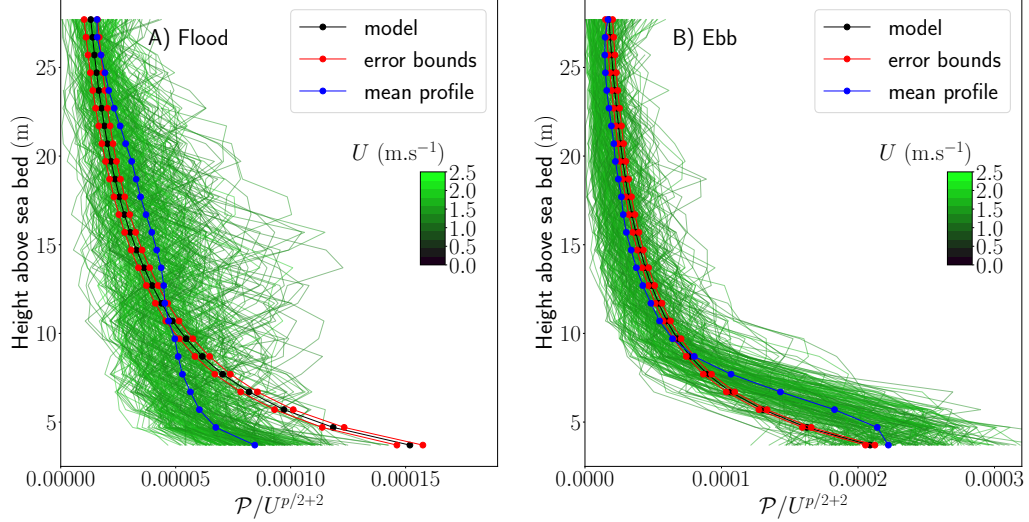 A) Flood
model
error bounds
mean profile
U (m.s⁻¹)
2.5
2.0
1.5
1.0
0.5
0.0
Height above sea bed (m)
25
20
15
10
5
0.00000
0.00005
0.00010
0.00015
𝒫/U^{p/2+2}
B) Ebb
model
error bounds
mean profile
U (m.s⁻¹)
2.5
2.0
1.5
1.0
0.5
0.0
Height above sea bed (m)
25
20
15
10
5
0.0000
0.0001
0.0002
0.0003
𝒫/U^{p/2+2}